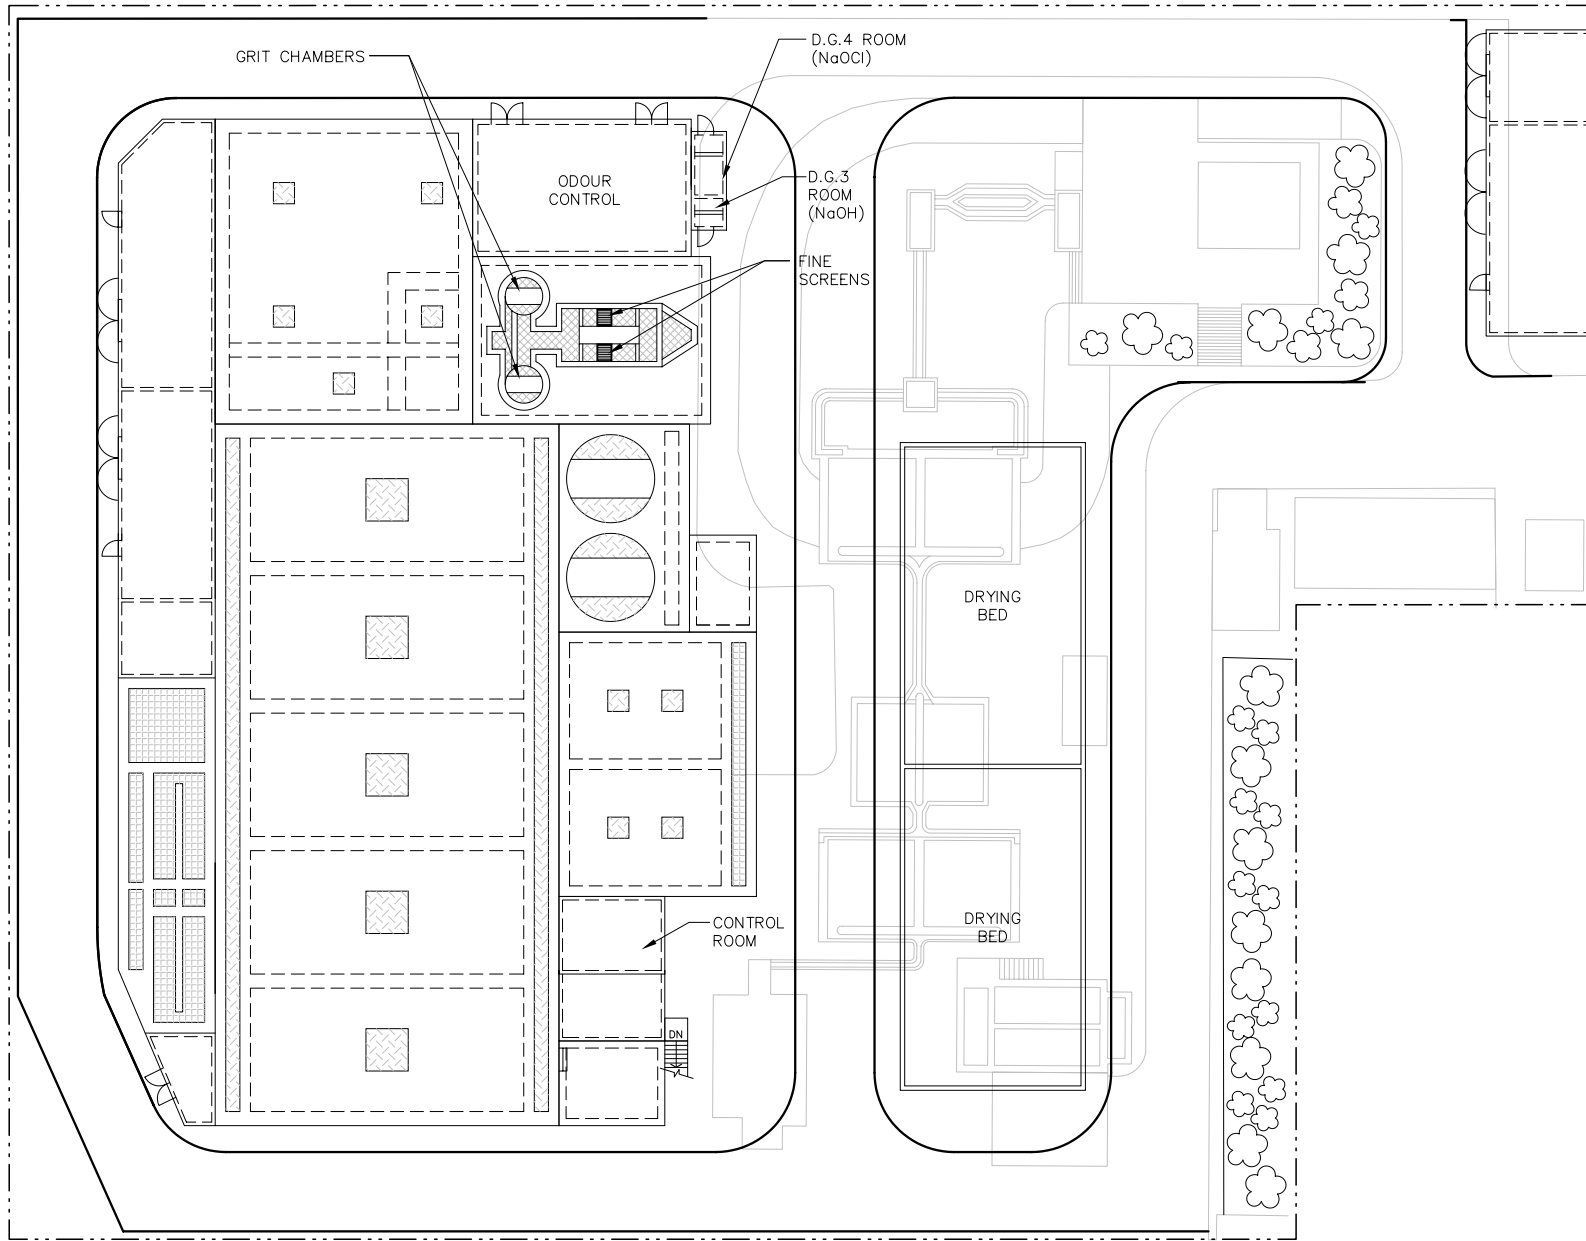 GRIT CHAMBERS
D.G.4 ROOM
(NaOCl)
ODOUR
CONTROL
D.G.3
ROOM
(NaOH)
FINE
SCREENS
DRYING
BED
DRYING
BED
CONTROL
ROOM
DN